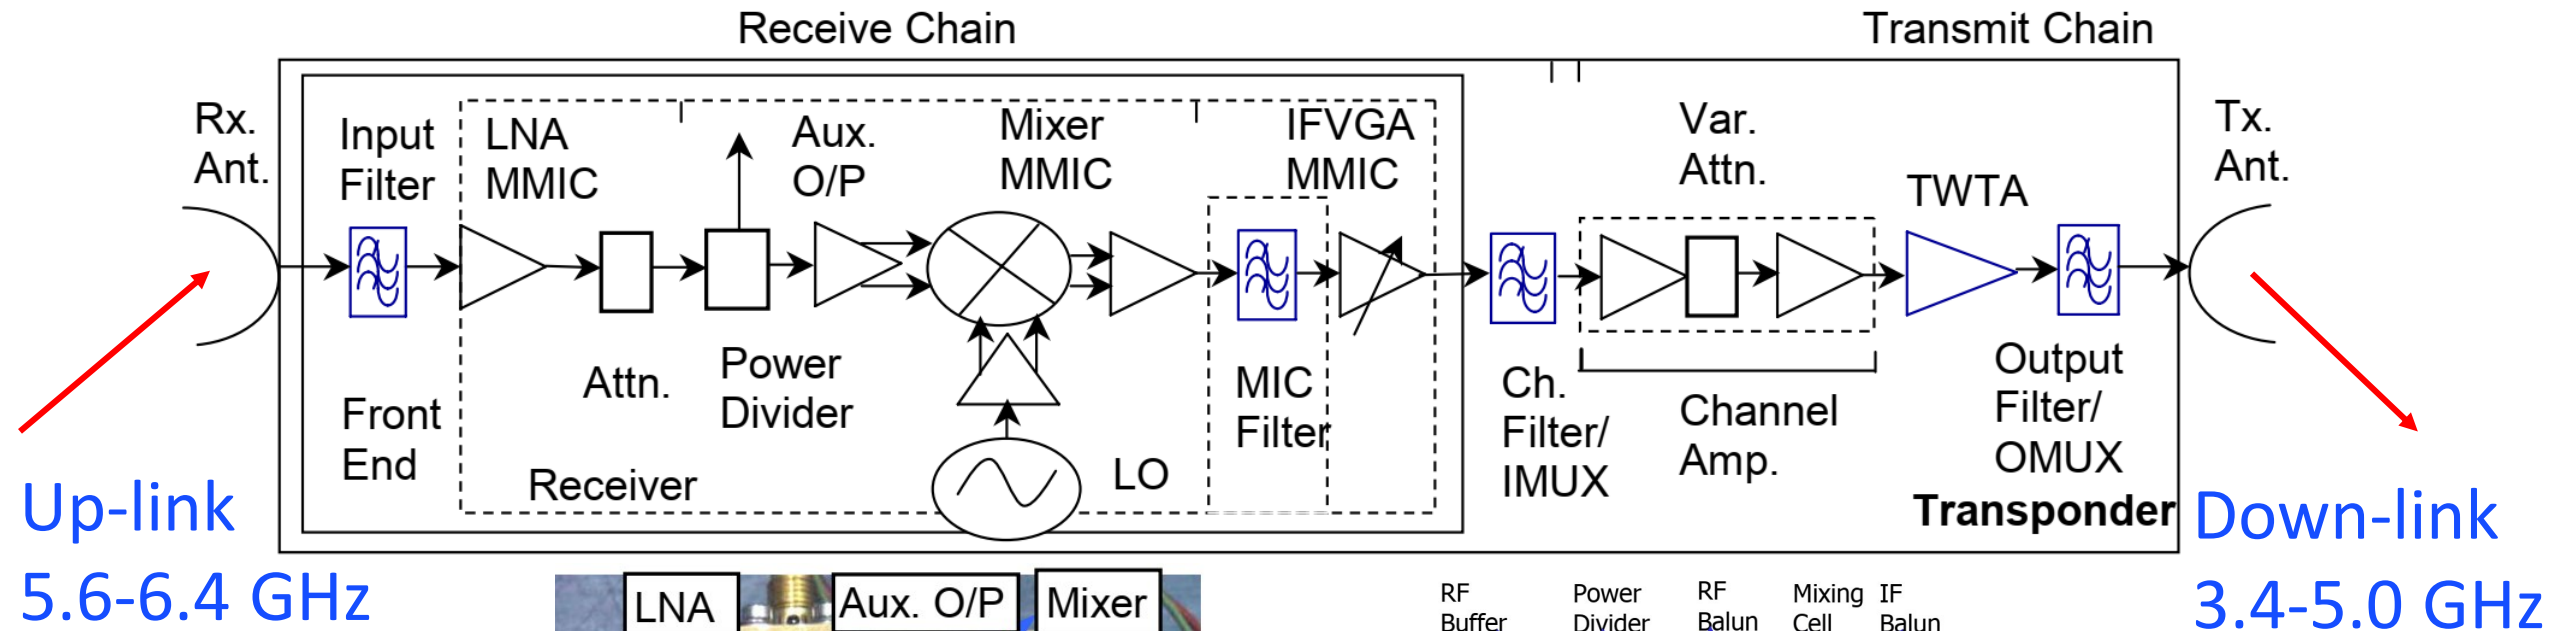 Receive Chain
Transmit Chain
Rx.
Ant.
Input
Filter
LNA
MMIC
Aux.
O/P
Mixer
MMIC
IFVGA
MMIC
Var.
Attn.
TWTA
Tx.
Ant.
Front
End
Attn.
Power
Divider
Receiver
LO
MIC
Filter
Ch.
Filter/
IMUX
Channel
Amp.
Output
Filter/
OMUX
Transponder
Up-link
5.6-6.4 GHz
Down-link
3.4-5.0 GHz
LNA
Aux. O/P
Mixer
RF
Buffer
Power
Divider
RF
Balun
Mixing
Cell
IF
Balun